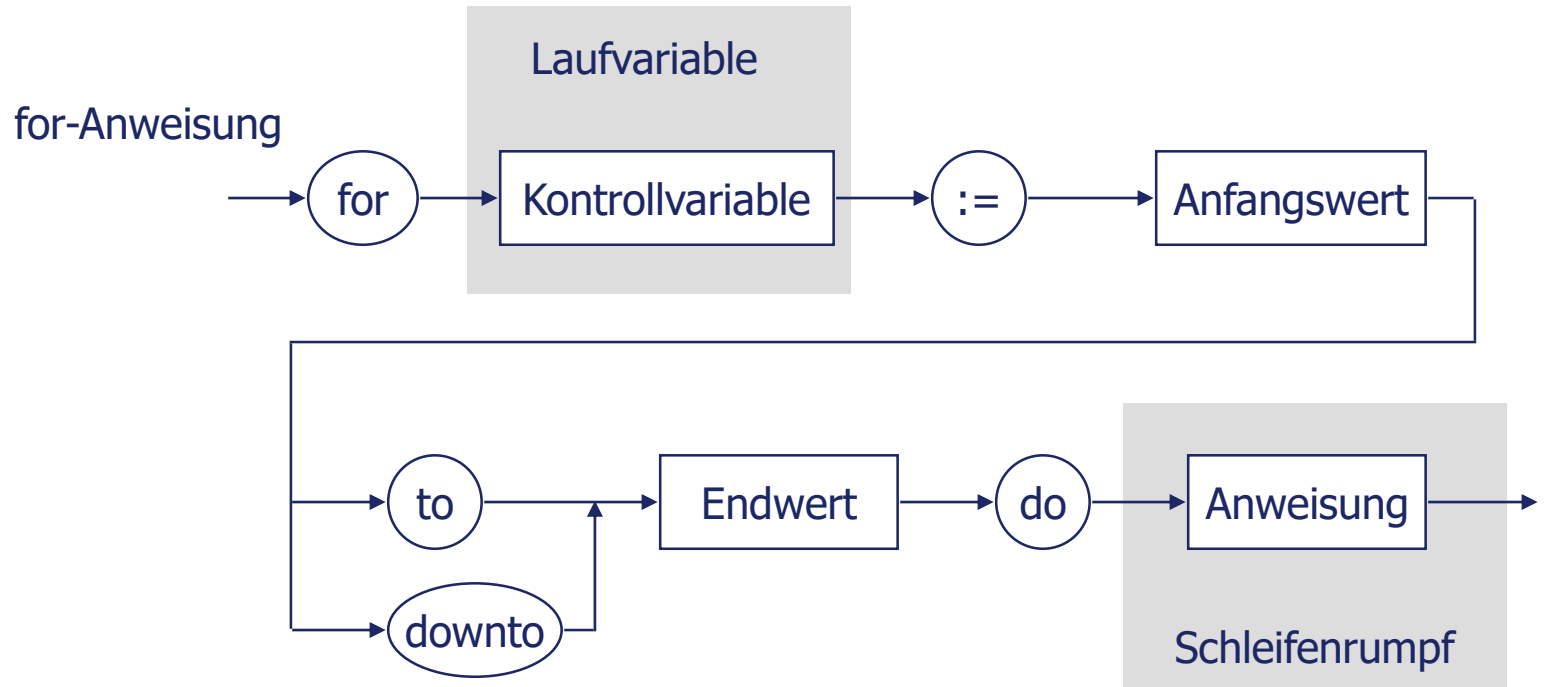 Laufvariable
for-Anweisung
for Kontrollvariable := Anfangswert
to Endwert do Anweisung
downto
Schleifenrumpf